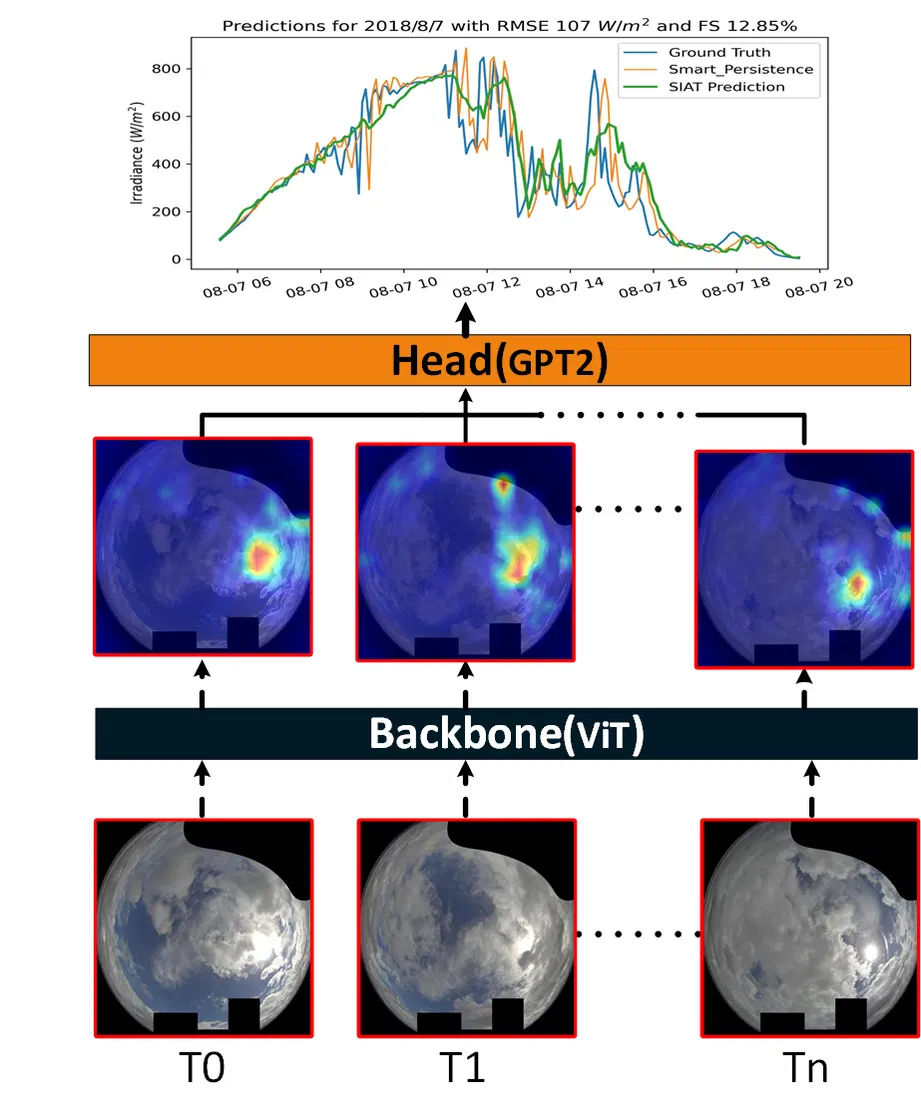 Predictions for 2018/8/7 with RMSE 107 W/m² and FS 12.85%
Ground Truth
Smart_Persistence
SIAT Prediction
Irradiance (W/m²)
800
600
400
200
0
08-07 06 08-07 08 08-07 10 08-07 12 08-07 14 08-07 16 08-07 18 08-07 20
Head(GPT2)
Backbone(ViT)
T0 T1 Tn